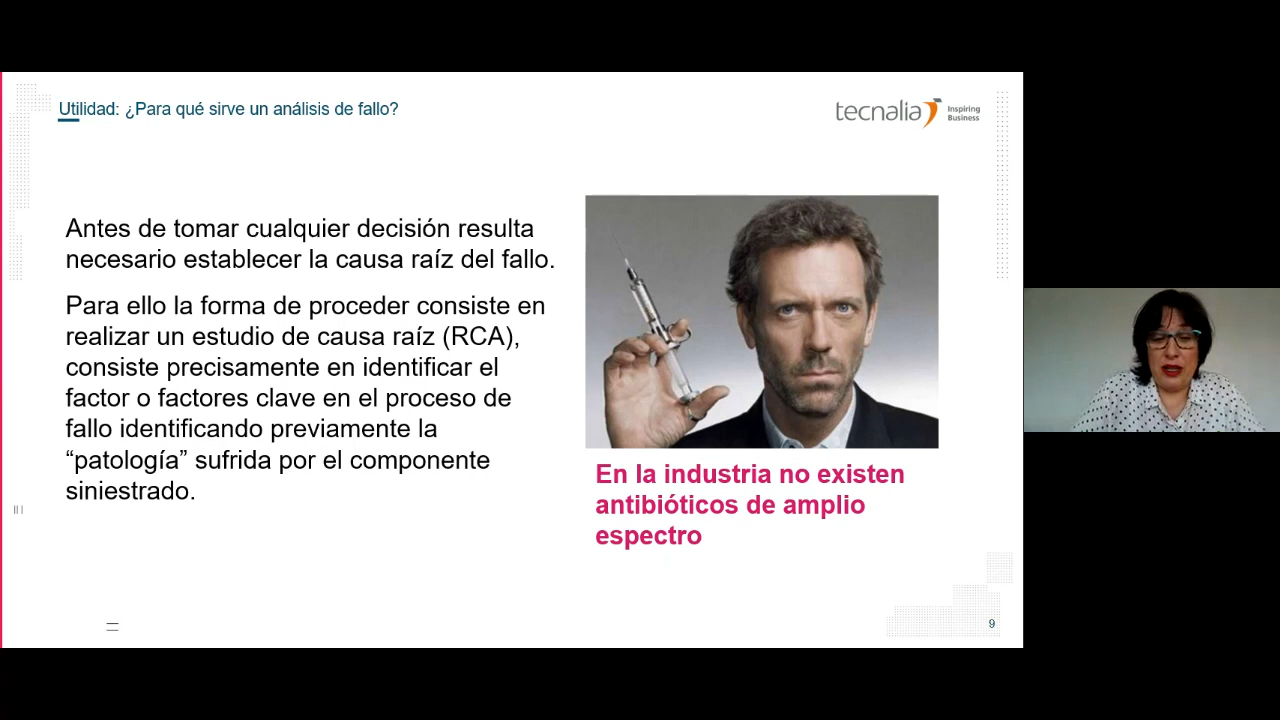 Utilidad: ¿Para qué sirve un análisis de fallo?
tecnalia Inspiring
Business
Antes de tomar cualquier decisión resulta
necesario establecer la causa raíz del fallo.
Para ello la forma de proceder consiste en
realizar un estudio de causa raíz (RCA),
consiste precisamente en identificar el
factor o factores clave en el proceso de
fallo identificando previamente la
“patología” sufrida por el componente
siniestrado.
En la industria no existen
antibióticos de amplio
espectro
9